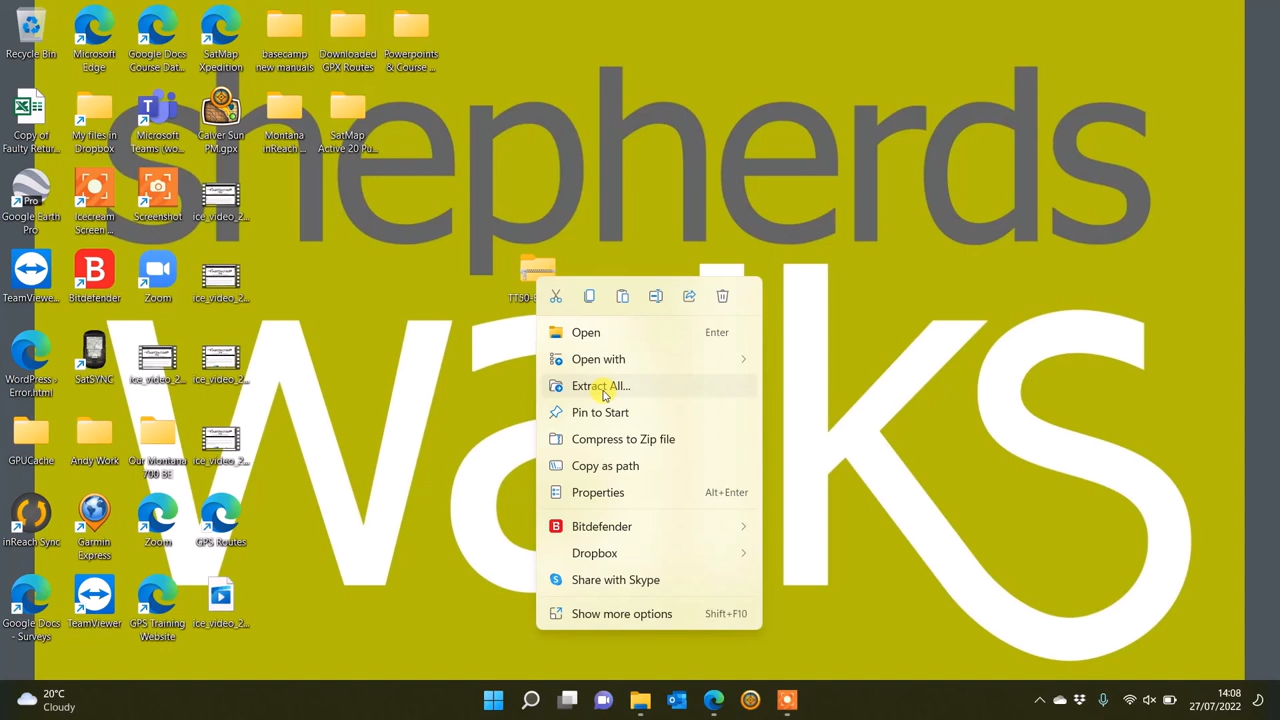 Recycle Bin
Microsoft
Edge
Google Docs
Course Dat...
SatMap
Xpedition
basecamp
new manuals
Downloaded
GPX Routes
Powerpoints
& Course ...
Copy of
Faulty Retur...
My files in
Dropbox
Microsoft
Teams (wo...
Calver Sun
PM.gpx
Montana
inReach ...
SatMap
Active 20 Pu...
shepherds
walks
Google Earth
Pro
Icecream
Screen ...
Screenshot
ice_video_2...
TeamViewe...
Bitdefender
Zoom
ice_video_2...
WordPress ›
Error.html
SatSYNC
ice_video_2...
ice_video_2...
GPUCache
Andy Work
Our Montana
700 BE
ice_video_2...
inReach Sync
Garmin
Express
Zoom
GPS Routes
Google Docs
- Surveys
TeamViewer
GPS Training
Website
ice_video_2...
Open Enter
Open with
Extract All...
Pin to Start
Compress to Zip file
Copy as path
Properties Alt+Enter
Bitdefender
Dropbox
Share with Skype
Show more options Shift+F10
20°C
Cloudy
14:08
27/07/2022